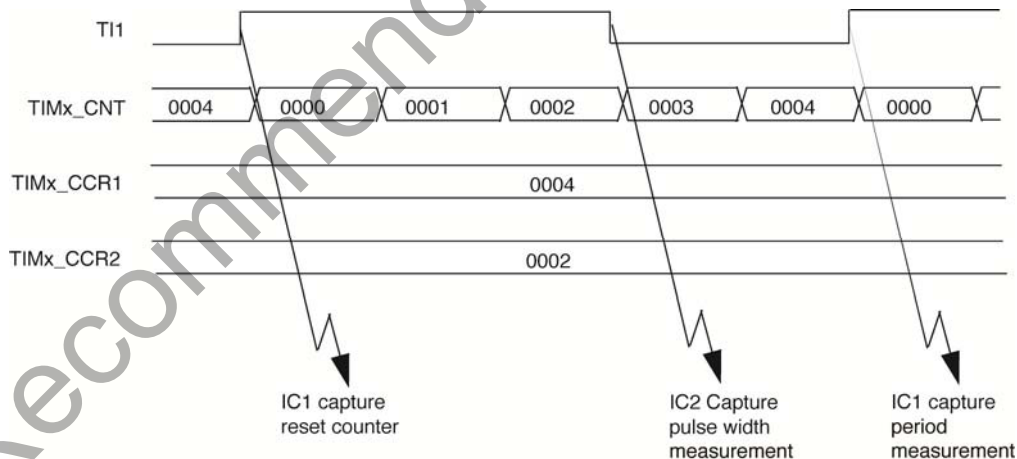 TI1
TIMx_CNT 0004 0000 0001 0002 0003 0004 0000
TIMx_CCR1 0004
TIMx_CCR2 0002
IC1 capture
reset counter
IC2 Capture
pulse width
measurement
IC1 capture
period
measurement